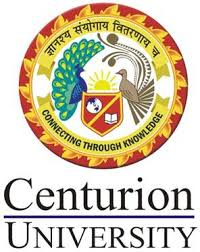 ज्ञानस्य संयोगाय वितरणाय च
CONNECTING THROUGH KNOWLEDGE
Centurion
UNIVERSITY